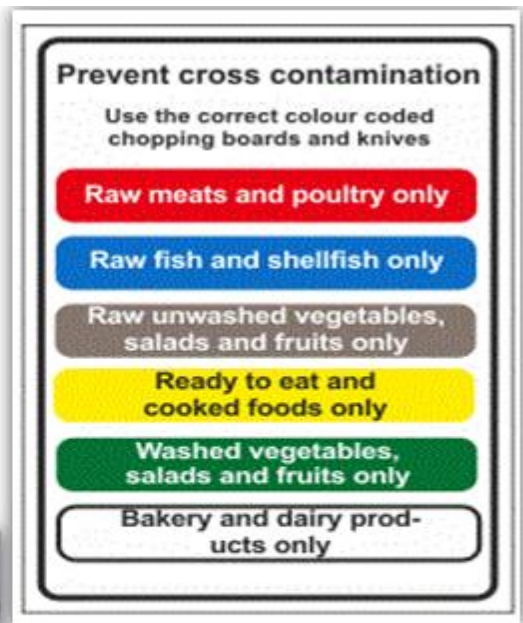 Prevent cross contamination
Use the correct colour coded
chopping boards and knives
Raw meats and poultry only
Raw fish and shellfish only
Raw unwashed vegetables,
salads and fruits only
Ready to eat and
cooked foods only
Washed vegetables,
salads and fruits only
Bakery and dairy prod-
ucts only